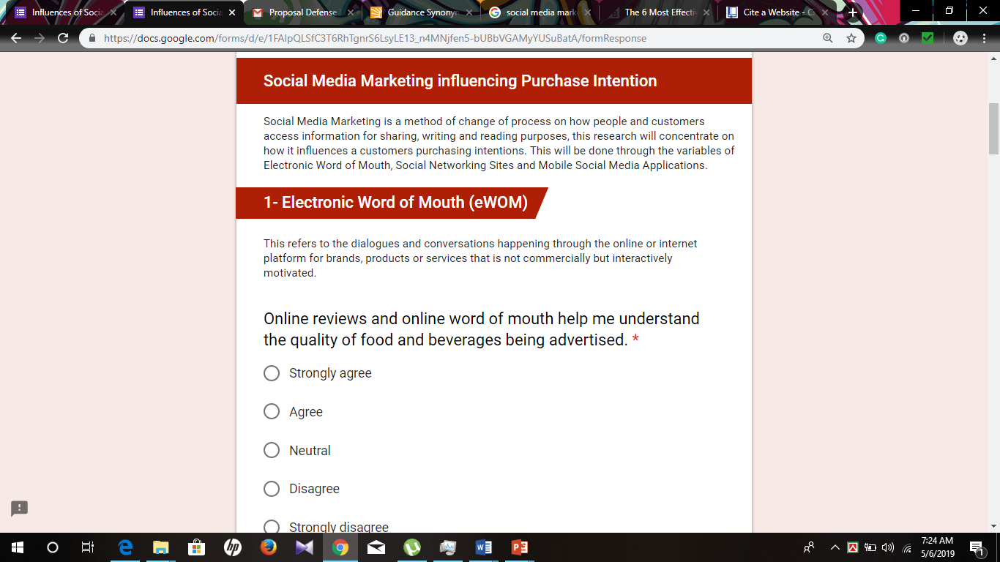 Influences of Socia
Influences of Socia
Proposal Defense
Guidance Synonym
social media mark
The 6 Most Effectiv
Cite a Website - C
https://docs.google.com/forms/d/e/1FAIpQLSfC3T6RhTgnrS6LsyLE13_n4MNjfen5-bUBbVGAMyYUSuBatA/formResponse
Social Media Marketing influencing Purchase Intention
Social Media Marketing is a method of change of process on how people and customers
access information for sharing, writing and reading purposes, this research will concentrate on
how it influences a customers purchasing intentions. This will be done through the variables of
Electronic Word of Mouth, Social Networking Sites and Mobile Social Media Applications.
1- Electronic Word of Mouth (eWOM)
This refers to the dialogues and conversations happening through the online or internet
platform for brands, products or services that is not commercially but interactively
motivated.
Online reviews and online word of mouth help me understand
the quality of food and beverages being advertised. *
Strongly agree
Agree
Neutral
Disagree
Strongly disagree
7:24 AM
5/6/2019